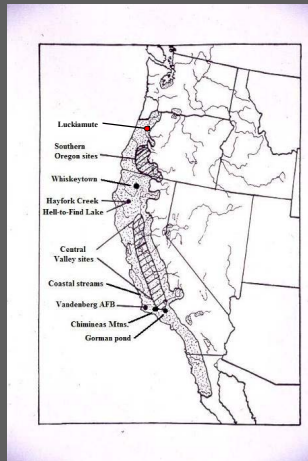 Luckiamute
Southern
Oregon sites
Whiskeytown
Hayfork Creek
Hell-to-Find Lake
Central
Valley sites
Coastal streams
Vandenberg AFB
Chimineas Mtns.
Gorman pond